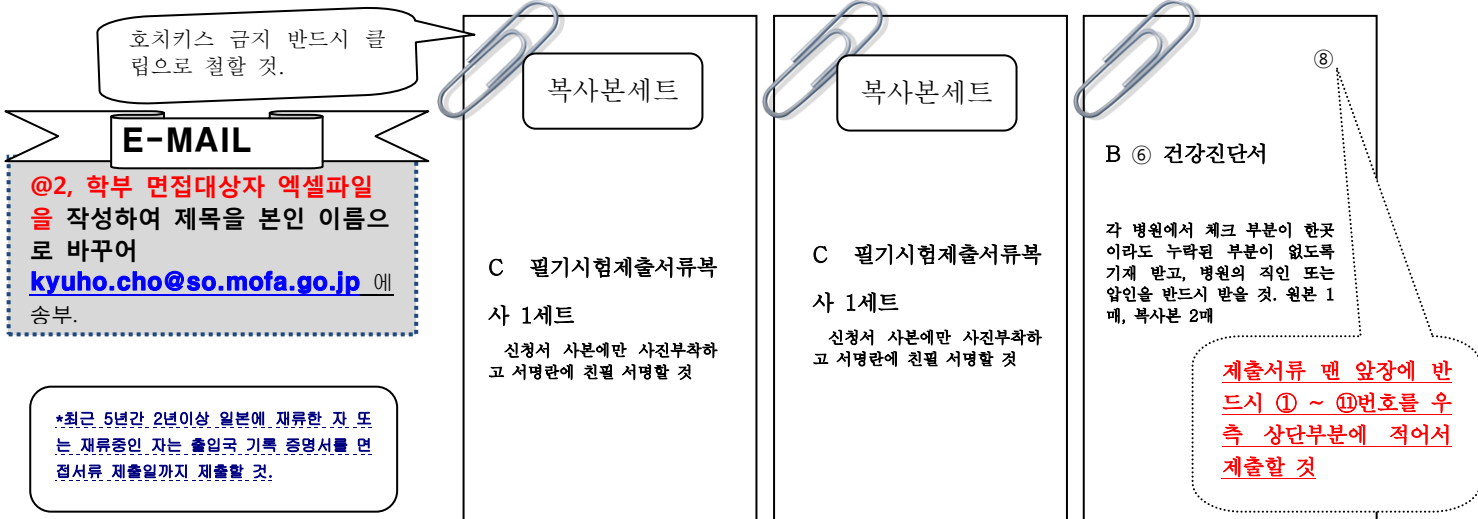 호치키스 금지 반드시 클
립으로 철할 것.
E-MAIL
@2, 학부 면접대상자 엑셀파일
을 작성하여 제목을 본인 이름으
로 바꾸어
kyuho.cho@so.mofa.go.jp 에
송부.
*최근 5년간 2년이상 일본에 재류한 자 또
는 재류중인 자는 출입국 기록 증명서를 면
접서류 제출일까지 제출할 것.
복사본세트
C 필기시험제출서류복
사 1세트
신청서 사본에만 사진부착하
고 서명란에 친필 서명할 것
복사본세트
C 필기시험제출서류복
사 1세트
신청서 사본에만 사진부착하
고 서명란에 친필 서명할 것
⑧
B ⑥ 건강진단서
각 병원에서 체크 부분이 한곳
이라도 누락된 부분이 없도록
기재 받고, 병원의 직인 또는
압인을 반드시 받을 것. 원본 1
매, 복사본 2매
제출서류 맨 앞장에 반
드시 ① ~ ⑪번호를 우
측 상단부분에 적어서
제출할 것